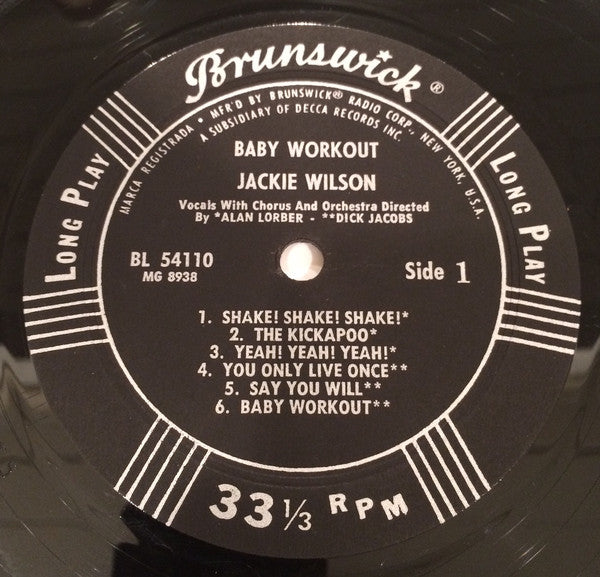 Brunswick ®
MARCA REGISTRADA • MFR'D BY BRUNSWICK® RADIO CORP., NEW YORK, U.S.A.
A SUBSIDIARY OF DECCA RECORDS INC.
LONG PLAY
LONG PLAY
BABY WORKOUT
JACKIE WILSON
Vocals With Chorus And Orchestra Directed
By *ALAN LORBER - **DICK JACOBS
BL 54110
MG 8938
Side 1
1. SHAKE! SHAKE! SHAKE!*
2. THE KICKAPOO*
3. YEAH! YEAH! YEAH!*
4. YOU ONLY LIVE ONCE**
5. SAY YOU WILL**
6. BABY WORKOUT**
33 1/3 RPM